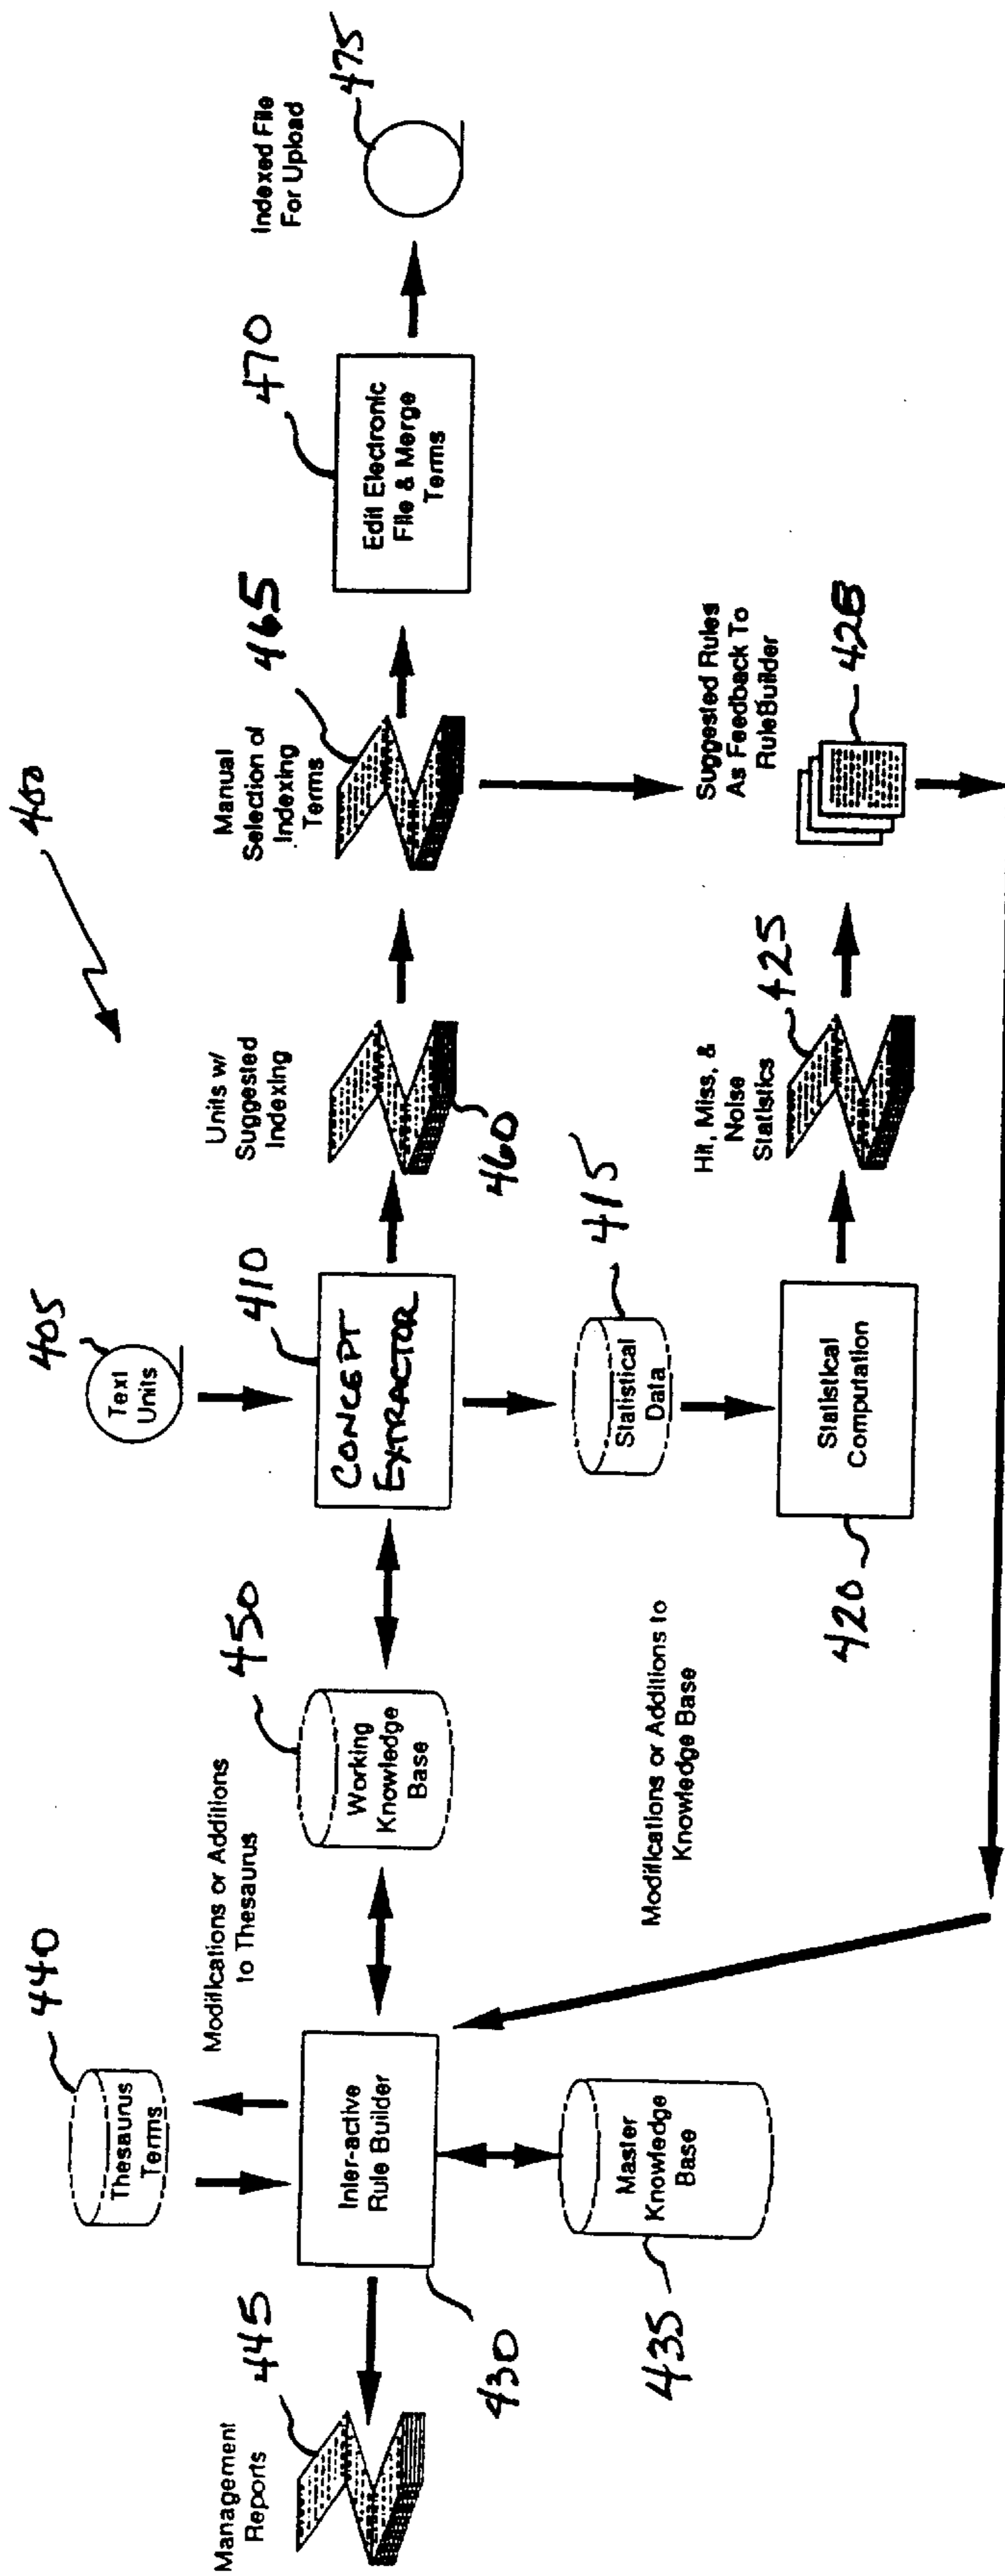 400
440
Thesaurus
Terms
405
Text
Units
Management
Reports
445
Modifications or Additions
to Thesaurus
450
410
Units w/
Suggested
Indexing
Manual
Selection of
Indexing
Terms
465
470
Indexed File
For Upload
475
Inter-active
Rule Builder
430
Working
Knowledge
Base
CONCEPT
EXTRACTOR
460
Edit Electronic
File & Merge
Terms
Master
Knowledge
Base
435
Modifications or Additions to
Knowledge Base
Statistical
Data
415
Statistical
Computation
420
Hit, Miss, &
Noise
Statistics
425
Suggested Rules
As Feedback To
RuleBuilder
428